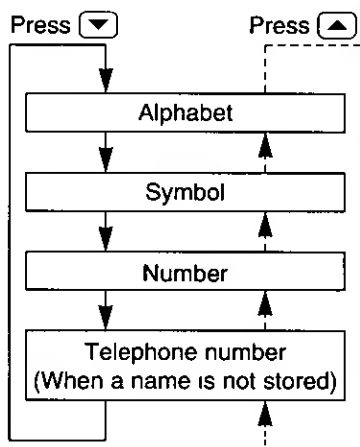 Press ▼ Press ▲
Alphabet
Symbol
Number
Telephone number
(When a name is not stored)